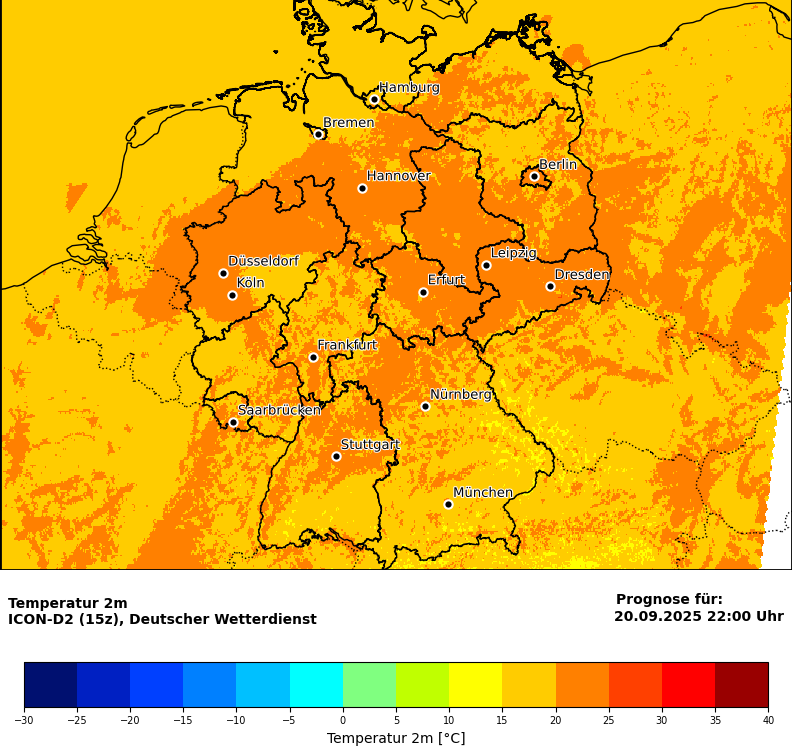 Hamburg
Bremen
Berlin
Hannover
Leipzig
Düsseldorf
Dresden
Köln
Erfurt
Frankfurt
Nürnberg
Saarbrücken
Stuttgart
München
Temperatur 2m
ICON-D2 (15z), Deutscher Wetterdienst
Prognose für:
20.09.2025 22:00 Uhr
−30 −25 −20 −15 −10 −5 0 5 10 15 20 25 30 35 40
Temperatur 2m [°C]